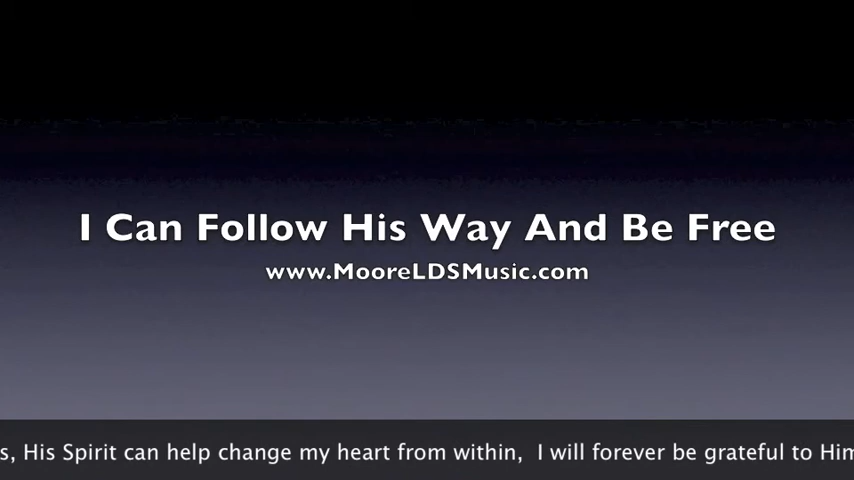 I Can Follow His Way And Be Free
www.MooreLDSMusic.com
s, His Spirit can help change my heart from within, I will forever be grateful to Him